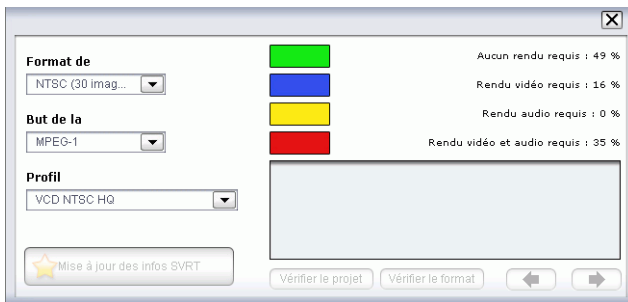 Format de
NTSC (30 imag...
But de la
MPEG-1
Profil
VCD NTSC HQ
Mise à jour des infos SVRT
Aucun rendu requis : 49 %
Rendu vidéo requis : 16 %
Rendu audio requis : 0 %
Rendu vidéo et audio requis : 35 %
Vérifier le projet
Vérifier le format